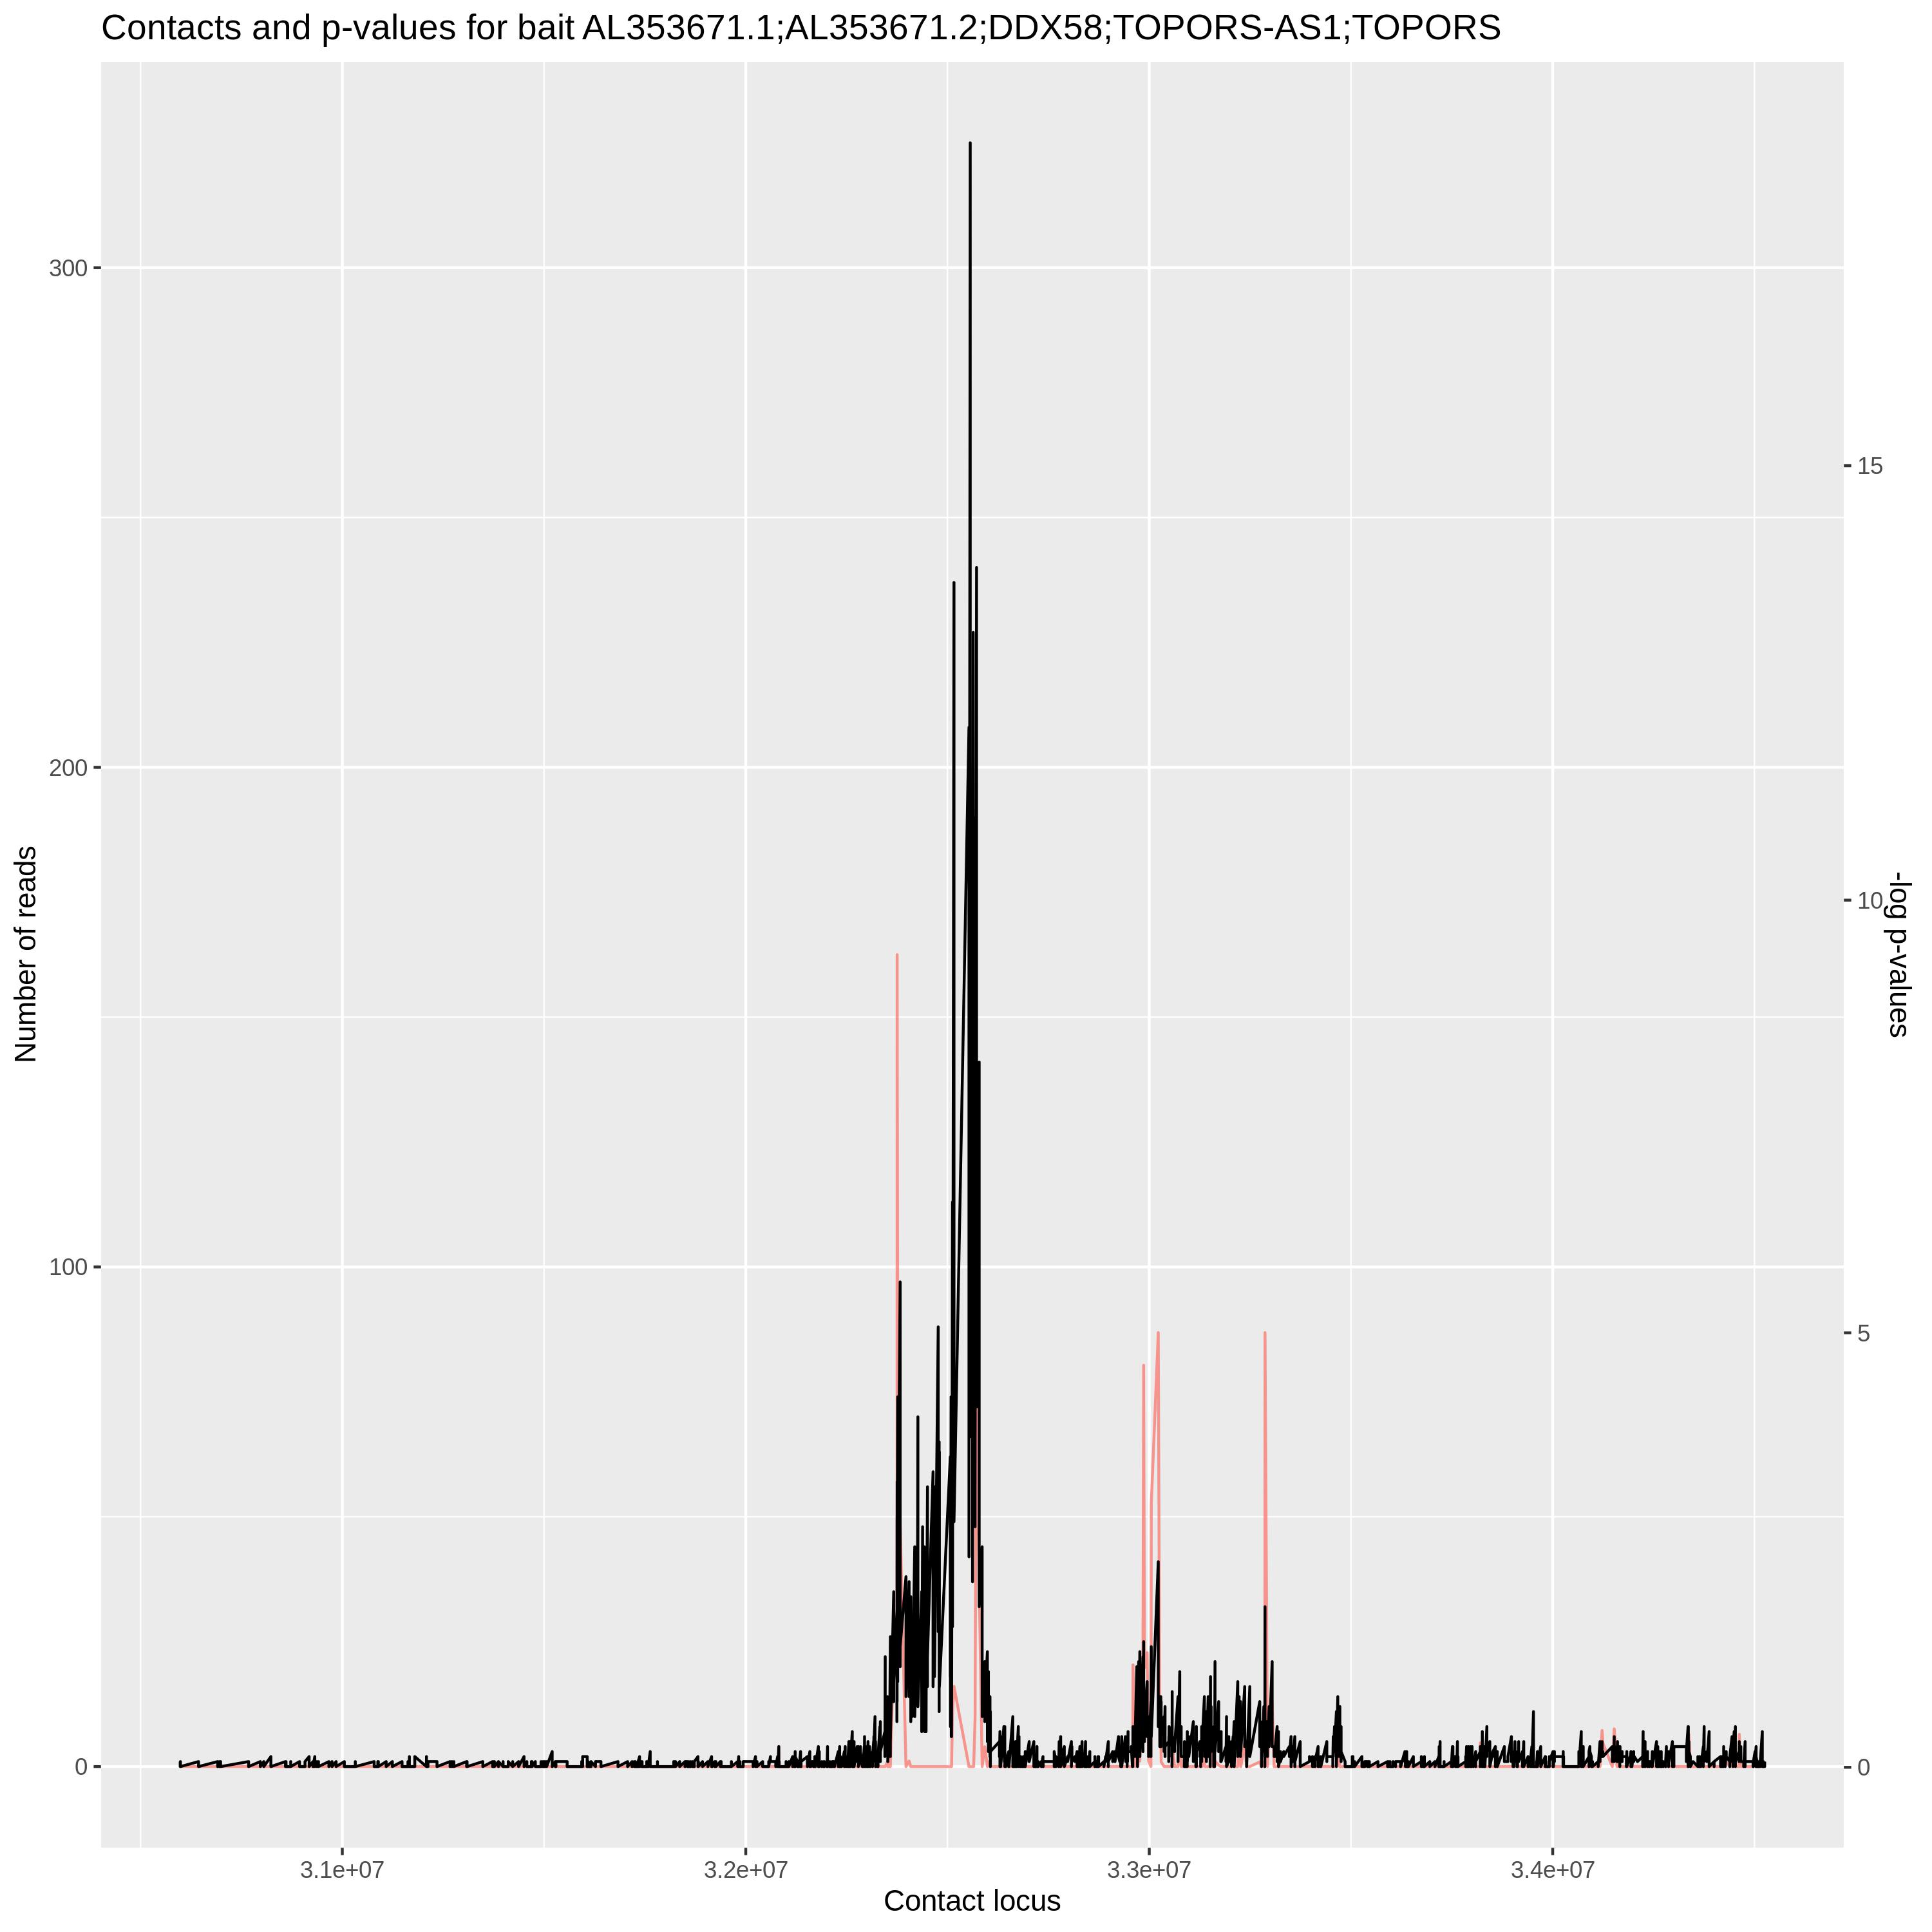 Contacts and p-values for bait AL353671.1;AL353671.2;DDX58;TOPORS-AS1;TOPORS
300
200
100
0
Number of reads
15
10
5
0
-log p-values
3.1e+07
3.2e+07
3.3e+07
3.4e+07
Contact locus